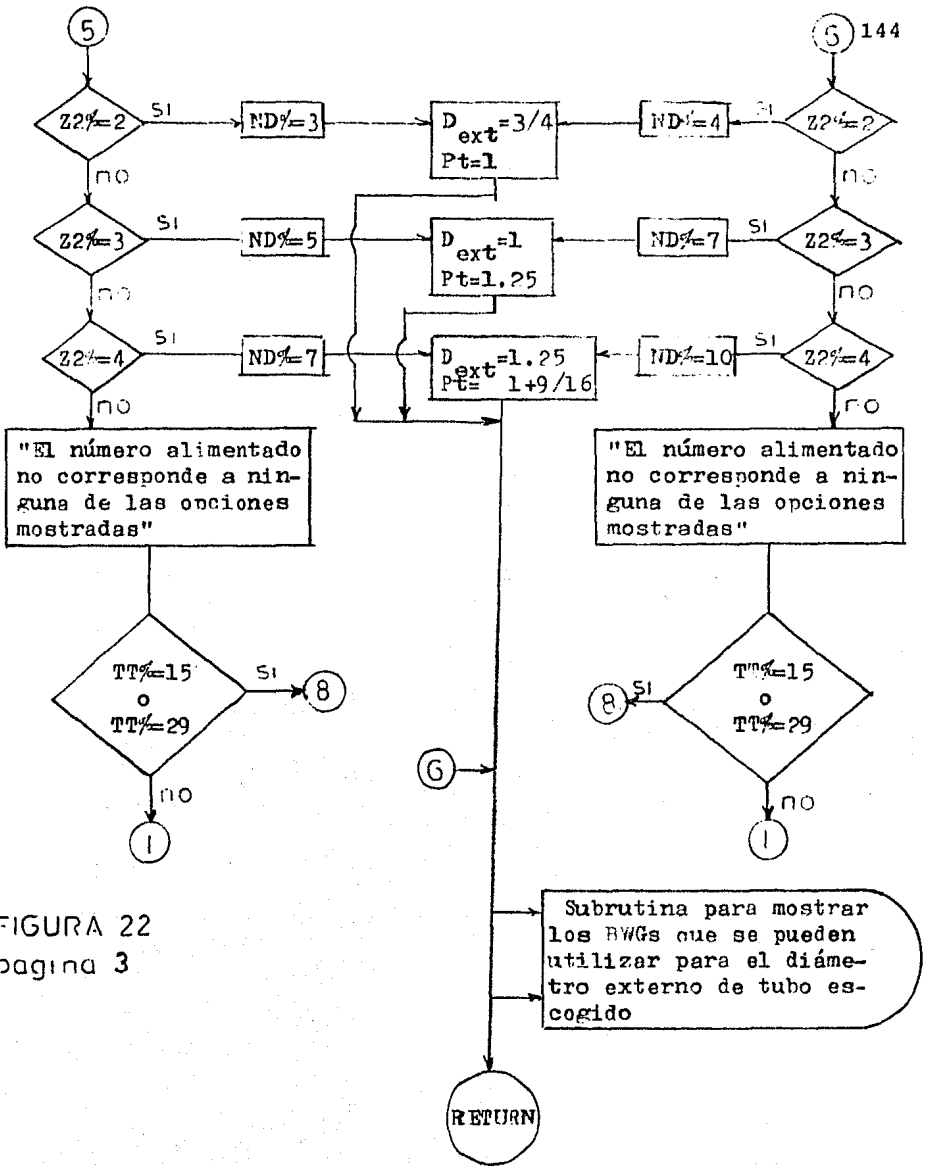 5
6 144
Z2%=2
SI
ND%=3
D ext=3/4
Pt=1
ND%=4
SI
Z2%=2
no
no
Z2%=3
SI
ND%=5
D ext=1
Pt=1.25
ND%=7
SI
Z2%=3
no
no
Z2%=4
SI
ND%=7
D ext=1.25
Pt= 1+9/16
ND%=10
SI
Z2%=4
no
no
"El número alimentado
no corresponde a nin-
guna de las opciones
mostradas"
"El número alimentado
no corresponde a nin-
guna de las opciones
mostradas"
TT%=15
o
TT%=29
SI
8
8
SI
TT%=15
o
TT%=29
no
1
G
no
1
FIGURA 22
pagina 3
Subrutina para mostrar
los BWGs que se pueden
utilizar para el diáme-
tro externo de tubo es-
cogido
RETURN